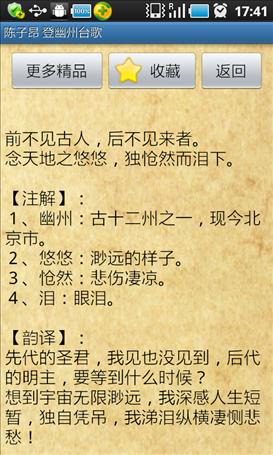 100% 17:41
陈子昂 登幽州台歌
更多精品 收藏 返回
前不见古人，后不见来者。
念天地之悠悠，独怆然而泪下。
【注解】：
1、幽州：古十二州之一，现今北
京市。
2、悠悠：渺远的样子。
3、怆然：悲伤凄凉。
4、泪：眼泪。
【韵译】：
先代的圣君，我见也没见到，后代
的明主，要等到什么时候？
想到宇宙无限渺远，我深感人生短
暂，独自凭吊，我涕泪纵横凄恻悲
愁！